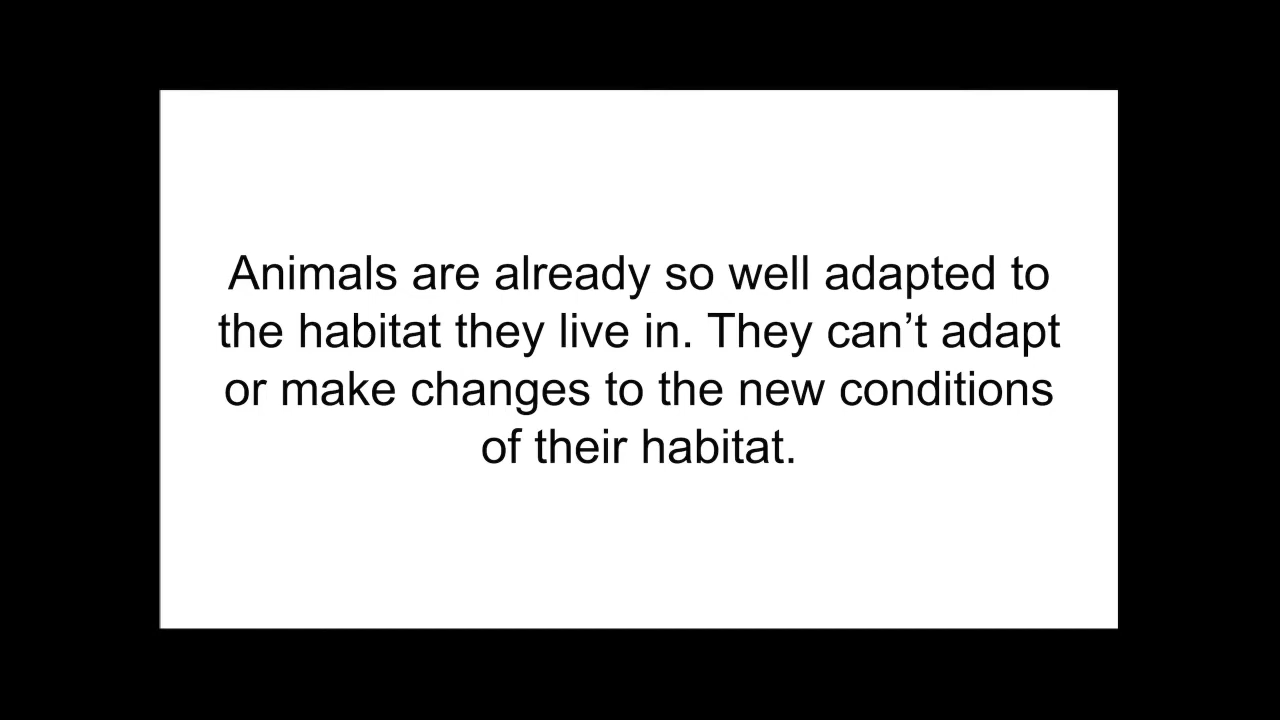 Animals are already so well adapted to
the habitat they live in. They can’t adapt
or make changes to the new conditions
of their habitat.